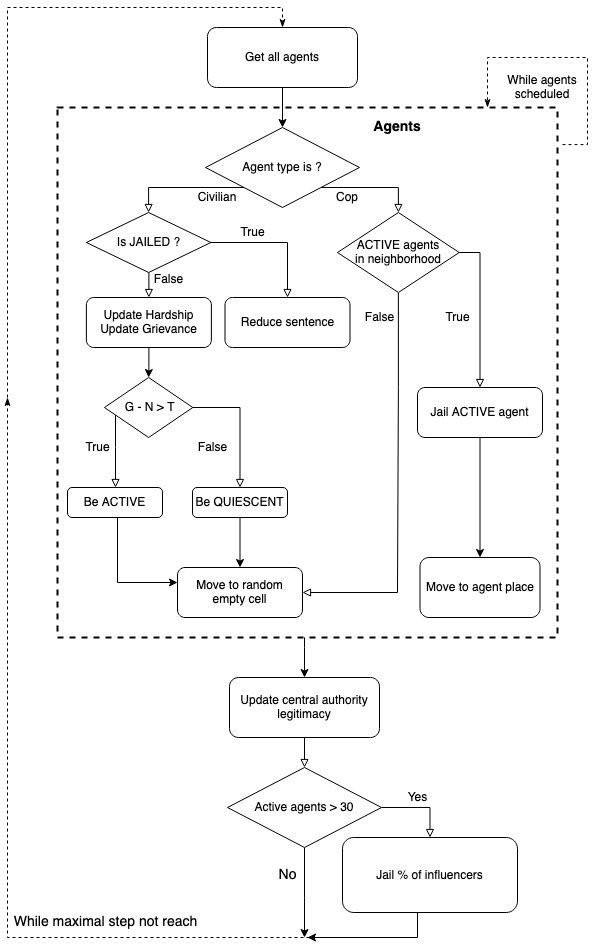 Get all agents
While agents
scheduled
Agents
Agent type is ?
Civilian
Cop
Is JAILED ?
True
ACTIVE agents
in neighborhood
False
Update Hardship
Update Grievance
Reduce sentence
False
True
G - N > T
True
False
Jail ACTIVE agent
Be ACTIVE
Be QUIESCENT
Move to random
empty cell
Move to agent place
Update central authority
legitimacy
Active agents > 30
Yes
No
Jail % of influencers
While maximal step not reach